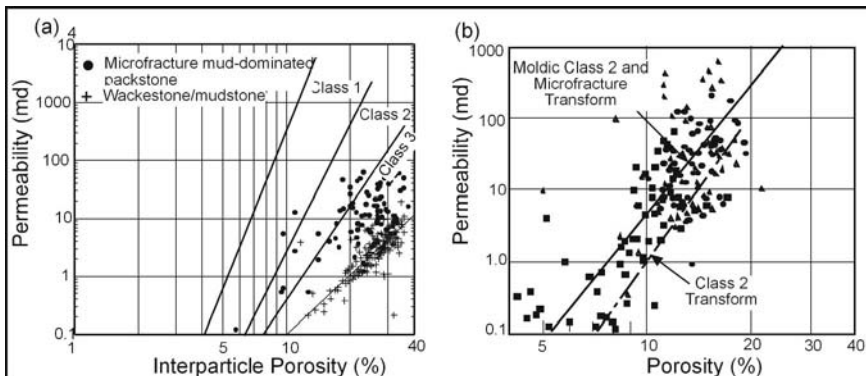 (a)
10 4
Microfracture mud-dominated
packstone
Wackestone/mudstone
Class 1
Class 2
Class 3
1000
100
10
1
0.1
Permeability (md)
1
10
40
Interparticle Porosity (%)
(b)
1000
100
10
1.0
0.1
Permeability (md)
Moldic Class 2 and
Microfracture
Transform
Class 2
Transform
5
10
20
30
40
Porosity (%)